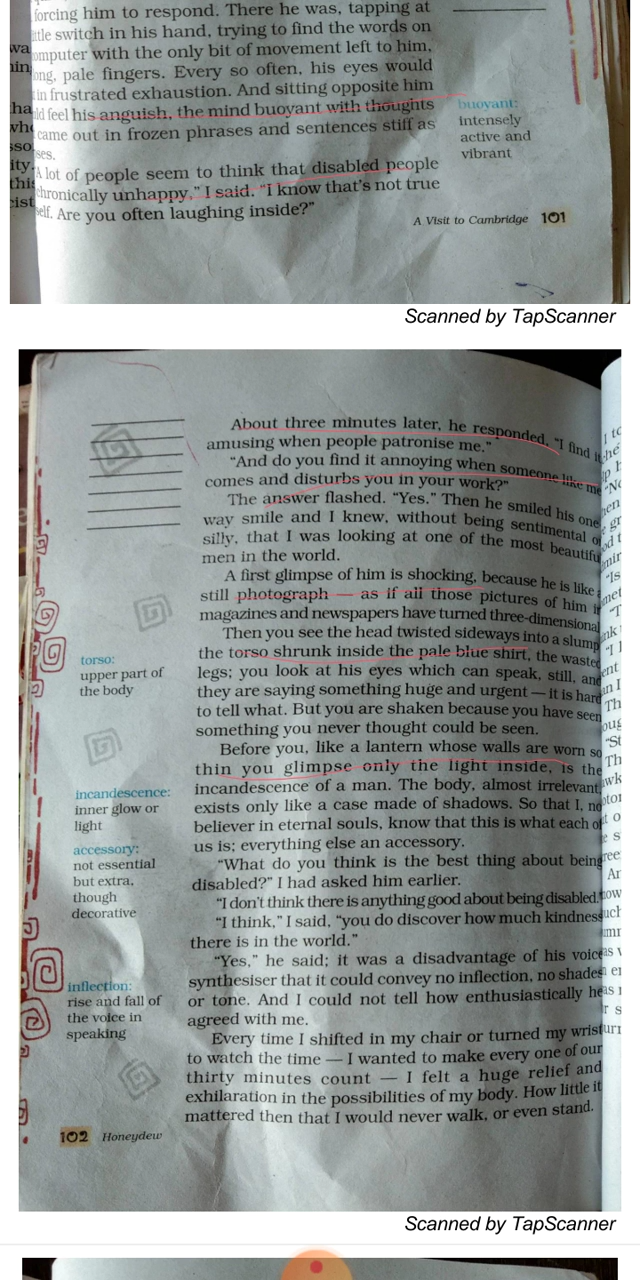 forcing him to respond. There he was, tapping at
ttle switch in his hand, trying to find the words on
omputer with the only bit of movement left to him,
ong, pale fingers. Every so often, his eyes would
in frustrated exhaustion. And sitting opposite him
ld feel his anguish, the mind buoyant with thoughts
came out in frozen phrases and sentences stiff as
ses.
A lot of people seem to think that disabled people
chronically unhappy," I said. "I know that's not true
self. Are you often laughing inside?"
buoyant:
intensely
active and
vibrant
A Visit to Cambridge 101
Scanned by TapScanner
About three minutes later, he responded, "I find it
amusing when people patronise me."
"And do you find it annoying when someone like me
comes and disturbs you in your work?"
The answer flashed. "Yes." Then he smiled his one
way smile and I knew, without being sentimental or
silly, that I was looking at one of the most beautiful
men in the world.
A first glimpse of him is shocking, because he is like
still photograph — as if all those pictures of him i
magazines and newspapers have turned three-dimensional
Then you see the head twisted sideways into a slump
the torso shrunk inside the pale blue shirt, the wasted
legs; you look at his eyes which can speak, still, and
they are saying something huge and urgent — it is hard
to tell what. But you are shaken because you have seen
something you never thought could be seen.
Before you, like a lantern whose walls are worn so
thin you glimpse only the light inside, is the
incandescence of a man. The body, almost irrelevant,
exists only like a case made of shadows. So that I, no
believer in eternal souls, know that this is what each of
us is; everything else an accessory.
"What do you think is the best thing about being
disabled?" I had asked him earlier.
"I don't think there is anything good about being disabled.
"I think," I said, "you do discover how much kindness
there is in the world."
"Yes," he said; it was a disadvantage of his voice
synthesiser that it could convey no inflection, no shades
or tone. And I could not tell how enthusiastically he
agreed with me.
Every time I shifted in my chair or turned my wrist
to watch the time — I wanted to make every one of our
thirty minutes count — I felt a huge relief and
exhilaration in the possibilities of my body. How little it
mattered then that I would never walk, or even stand.
torso:
upper part of
the body
incandescence:
inner glow or
light
accessory:
not essential
but extra,
though
decorative
inflection:
rise and fall of
the voice in
speaking
102 Honeydew
Scanned by TapScanner